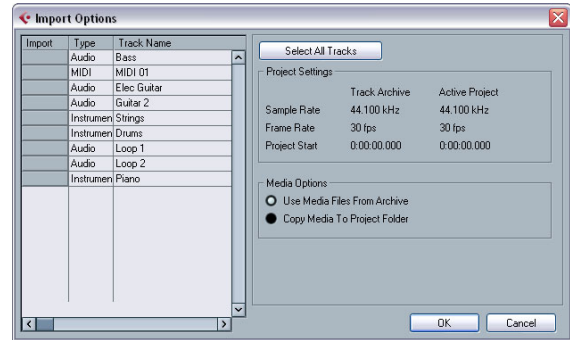 Import Options
Import Type Track Name
Audio Bass
MIDI MIDI 01
Audio Elec Guitar
Audio Guitar 2
Instrumen Strings
Instrumen Drums
Audio Loop 1
Audio Loop 2
Instrumen Piano
Select All Tracks
Project Settings
Track Archive Active Project
Sample Rate 44.100 kHz 44.100 kHz
Frame Rate 30 fps 30 fps
Project Start 0:00:00.000 0:00:00.000
Media Options
Use Media Files From Archive
Copy Media To Project Folder
OK Cancel